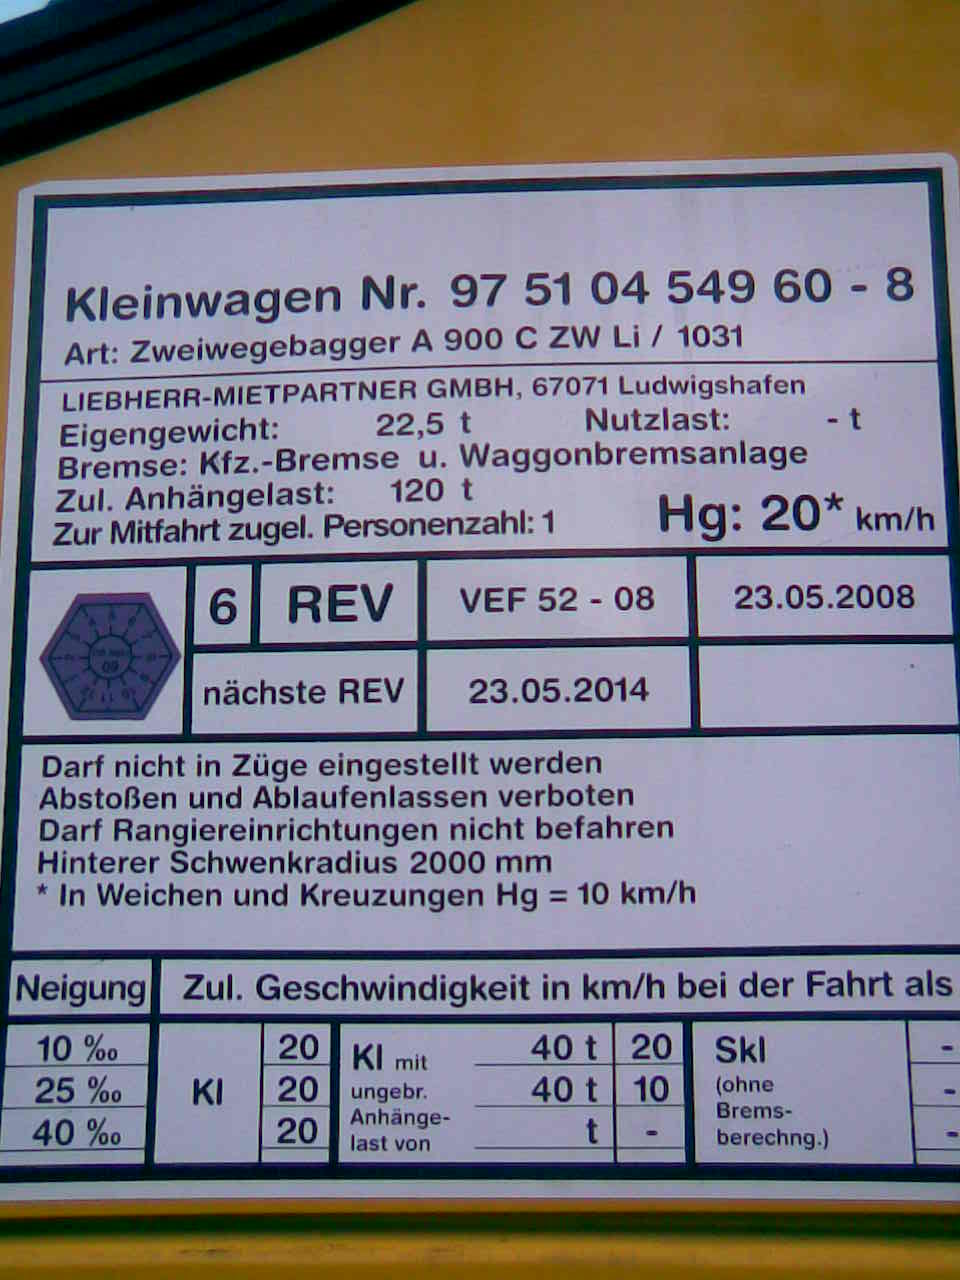 Kleinwagen Nr. 97 51 04 549 60 - 8
Art: Zweiwegebagger A 900 C ZW Li / 1031
LIEBHERR-MIETPARTNER GMBH, 67071 Ludwigshafen
Eigengewicht: 22,5 t Nutzlast: - t
Bremse: Kfz.-Bremse u. Waggonbremsanlage
Zul. Anhängelast: 120 t
Zur Mitfahrt zugel. Personenzahl: 1 Hg: 20* km/h
6 REV VEF 52 - 08 23.05.2008
09
nächste REV 23.05.2014
Darf nicht in Züge eingestellt werden
Abstoßen und Ablaufenlassen verboten
Darf Rangiereinrichtungen nicht befahren
Hinterer Schwenkradius 2000 mm
* In Weichen und Kreuzungen Hg = 10 km/h
Neigung Zul. Geschwindigkeit in km/h bei der Fahrt als
10 ‰ 20 Kl mit 40 t 20 Skl -
25 ‰ Kl 20 ungebr. 40 t 10 (ohne -
Anhänge- Brems-
40 ‰ 20 last von t - berechng.) -